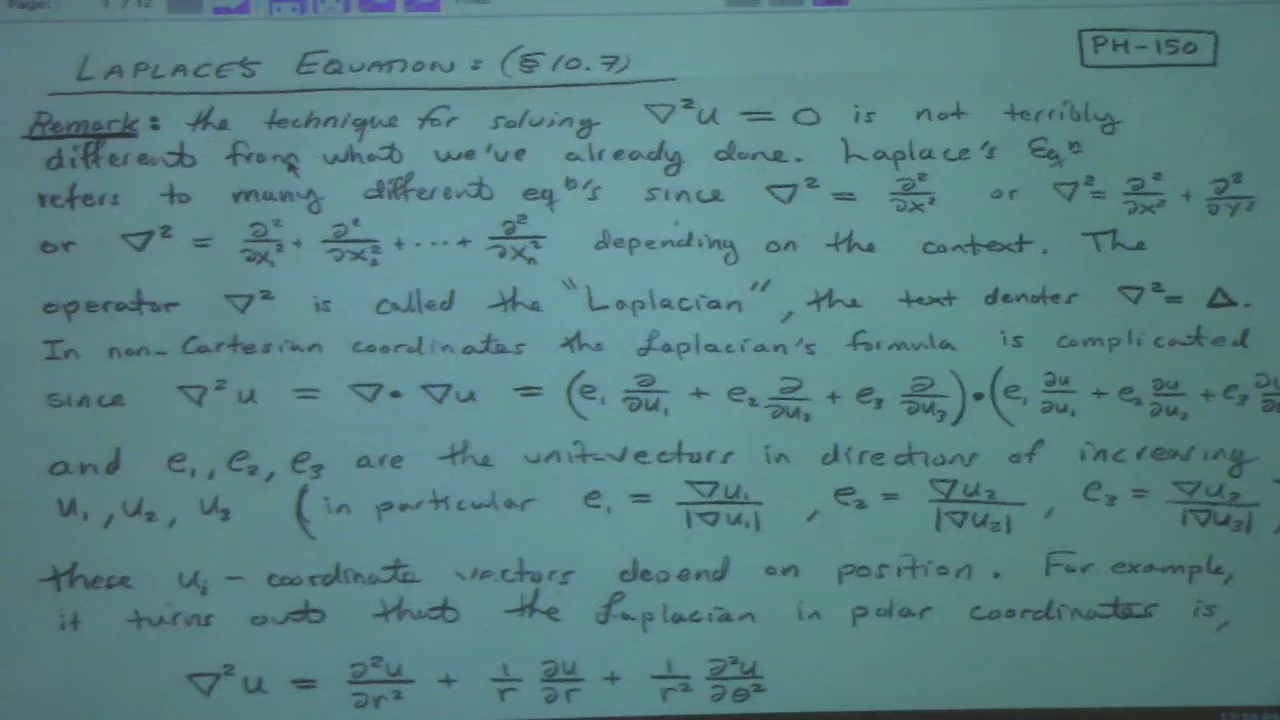 Page: 1 / 12
PH-150
LAPLACE'S EQUATION: (§10.7)
Remark: the technique for solving ∇²u = 0 is not terribly
different from what we've already done. Laplace's Eqⁿ
refers to many different eqⁿ's since ∇² = ∂²/∂x² or ∇² = ∂²/∂x² + ∂²/∂y²
or ∇² = ∂²/∂x₁² + ∂²/∂x₂² + ... + ∂²/∂xₙ² depending on the context. The
operator ∇² is called the "Laplacian", the text denotes ∇² = Δ.
In non-Cartesian coordinates the Laplacian's formula is complicated
since ∇²u = ∇•∇u = (e₁ ∂/∂u₁ + e₂ ∂/∂u₂ + e₃ ∂/∂u₃)•(e₁ ∂u/∂u₁ + e₂ ∂u/∂u₂ + e₃
and e₁, e₂, e₃ are the unit-vectors in directions of increasing
u₁, u₂, u₃ (in particular e₁ = ∇u₁/|∇u₁|, e₂ = ∇u₂/|∇u₂|, e₃ = ∇u₃/|∇u₃|
these uᵢ-coordinate vectors depend on position. For example,
it turns out that the Laplacian in polar coordinates is,
∇²u = ∂²u/∂r² + 1/r ∂u/∂r + 1/r² ∂²u/∂θ²